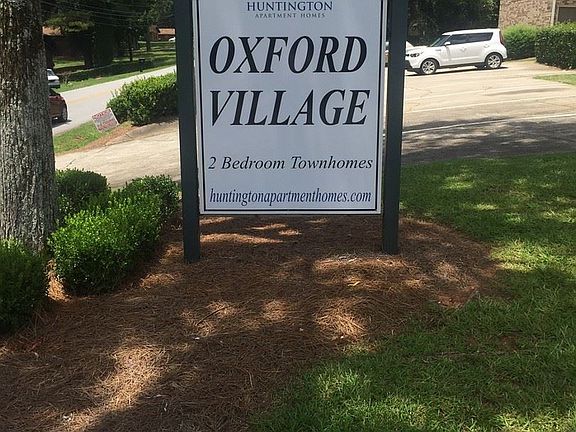 HUNTINGTON
APARTMENT HOMES
OXFORD
VILLAGE
2 Bedroom Townhomes
huntingtonapartmenthomes.com